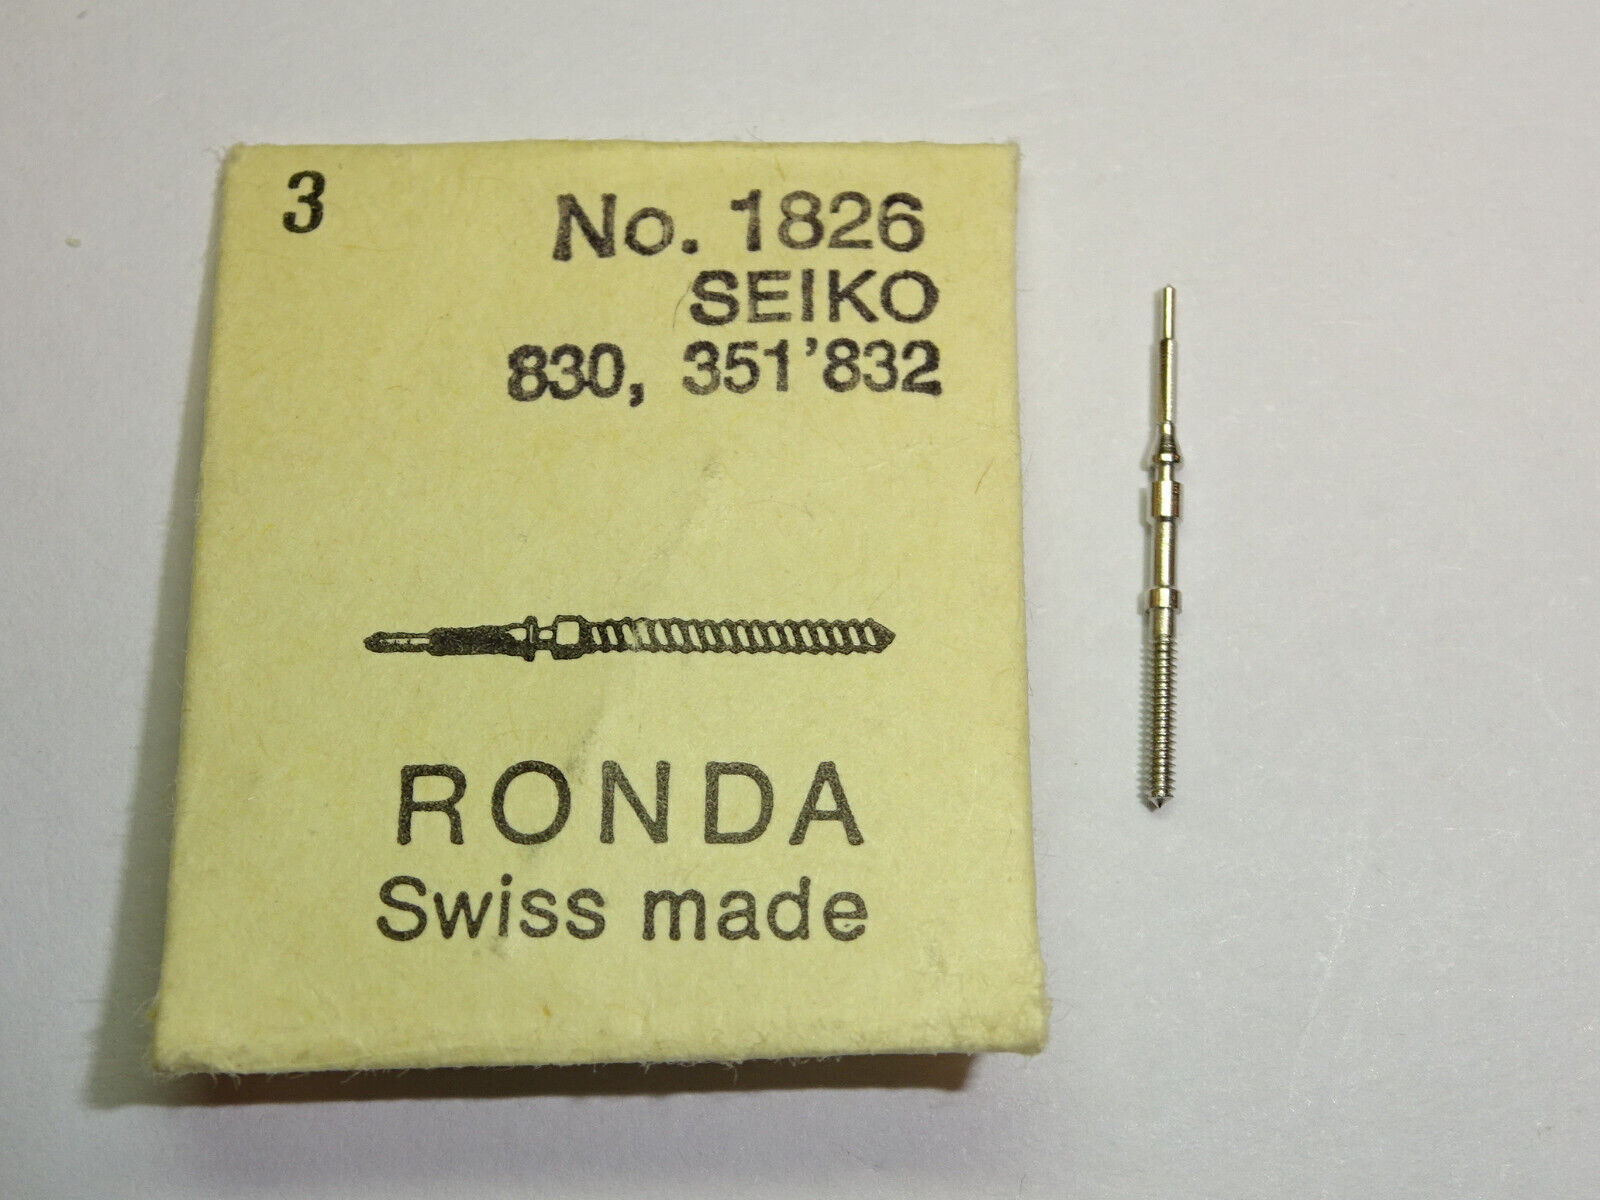 3
No. 1826
SEIKO
830, 351'832
RONDA
Swiss made